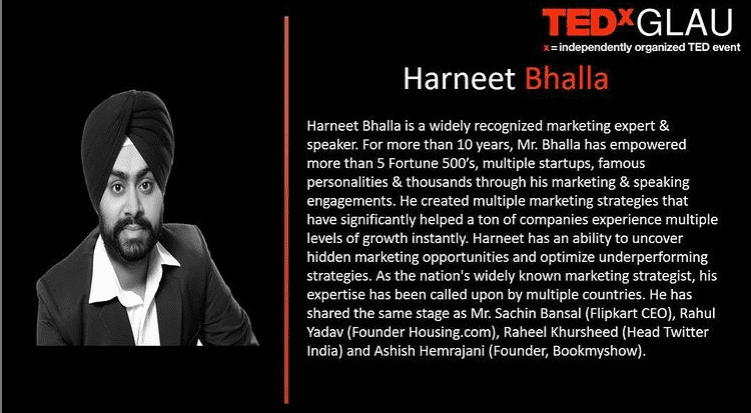 TEDxGLAU
x = independently organized TED event
Harneet Bhalla
Harneet Bhalla is a widely recognized marketing expert &
speaker. For more than 10 years, Mr. Bhalla has empowered
more than 5 Fortune 500's, multiple startups, famous
personalities & thousands through his marketing & speaking
engagements. He created multiple marketing strategies that
have significantly helped a ton of companies experience multiple
levels of growth instantly. Harneet has an ability to uncover
hidden marketing opportunities and optimize underperforming
strategies. As the nation's widely known marketing strategist, his
expertise has been called upon by multiple countries. He has
shared the same stage as Mr. Sachin Bansal (Flipkart CEO), Rahul
Yadav (Founder Housing.com), Raheel Khursheed (Head Twitter
India) and Ashish Hemrajani (Founder, Bookmyshow).